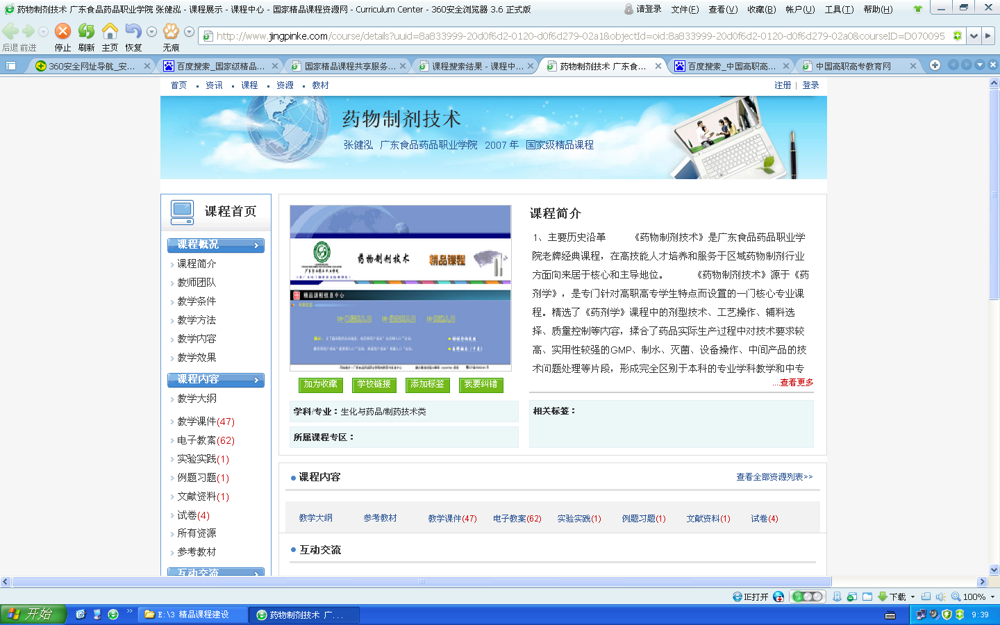 药物制剂技术 广东食品药品职业学院 张健泓 - 课程展示 - 课程中心 - 国家精品课程资源网 - Curriculum Center - 360安全浏览器 3.6 正式版
请登录 文件(F) 查看(V) 收藏(B) 帐户(U) 工具(T) 帮助(H)
http://www.jingpinke.com/course/details?uuid=8a833999-20d0f6d2-0120-d0f6d279-02a1&objectId=oid:8a833999-20d0f6d2-0120-d0f6d279-02a0&courseID=D070095
后退 前进 停止 刷新 主页 恢复 无痕
360安全网址导航_安... 百度搜索_国家级精品... 国家精品课程共享服务... 课程搜索结果 - 课程中... 药物制剂技术 广东食... 百度搜索_中国高职高... 中国高职高专教育网
首页 ▪ 资讯 ▪ 课程 ▪ 资源 ▪ 教材 注册 | 登录
药物制剂技术
张健泓 广东食品药品职业学院 2007 年 国家级精品课程
课程首页
课程概况
课程简介
教师团队
教学条件
教学方法
教学内容
教学效果
课程内容
教学大纲
教学课件(47)
电子教案(62)
实验实践(1)
例题习题(1)
文献资料(1)
试卷(4)
所有资源
参考教材
互动交流
药物制剂技术 精品课程
精品课程信息中心
加为收藏 学校链接 添加标签 我要纠错
学科/专业：生化与药品/制药技术类
所属课程专区：
课程简介
1、主要历史沿革 《药物制剂技术》是广东食品药品职业学
院老牌经典课程，在高技能人才培养和服务于区域药物制剂行业
方面向来居于核心和主导地位。 《药物制剂技术》源于《药
剂学》，是专门针对高职高专学生特点而设置的一门核心专业课
程。精选了《药剂学》课程中的剂型技术、工艺操作、辅料选
择、质量控制等内容，揉合了药品实际生产过程中对技术要求较
高、实用性较强的GMP、制水、灭菌、设备操作、中间产品的技
术问题处理等片段，形成完全区别于本科的专业学科教学和中专
...查看更多
相关标签：
课程内容 查看全部资源列表>>
教学大纲 参考教材 教学课件(47) 电子教案(62) 实验实践(1) 例题习题(1) 文献资料(1) 试卷(4)
互动交流
IE打开 下载 100%
开始 E:\3 精品课程建设 药物制剂技术 广... 9:39